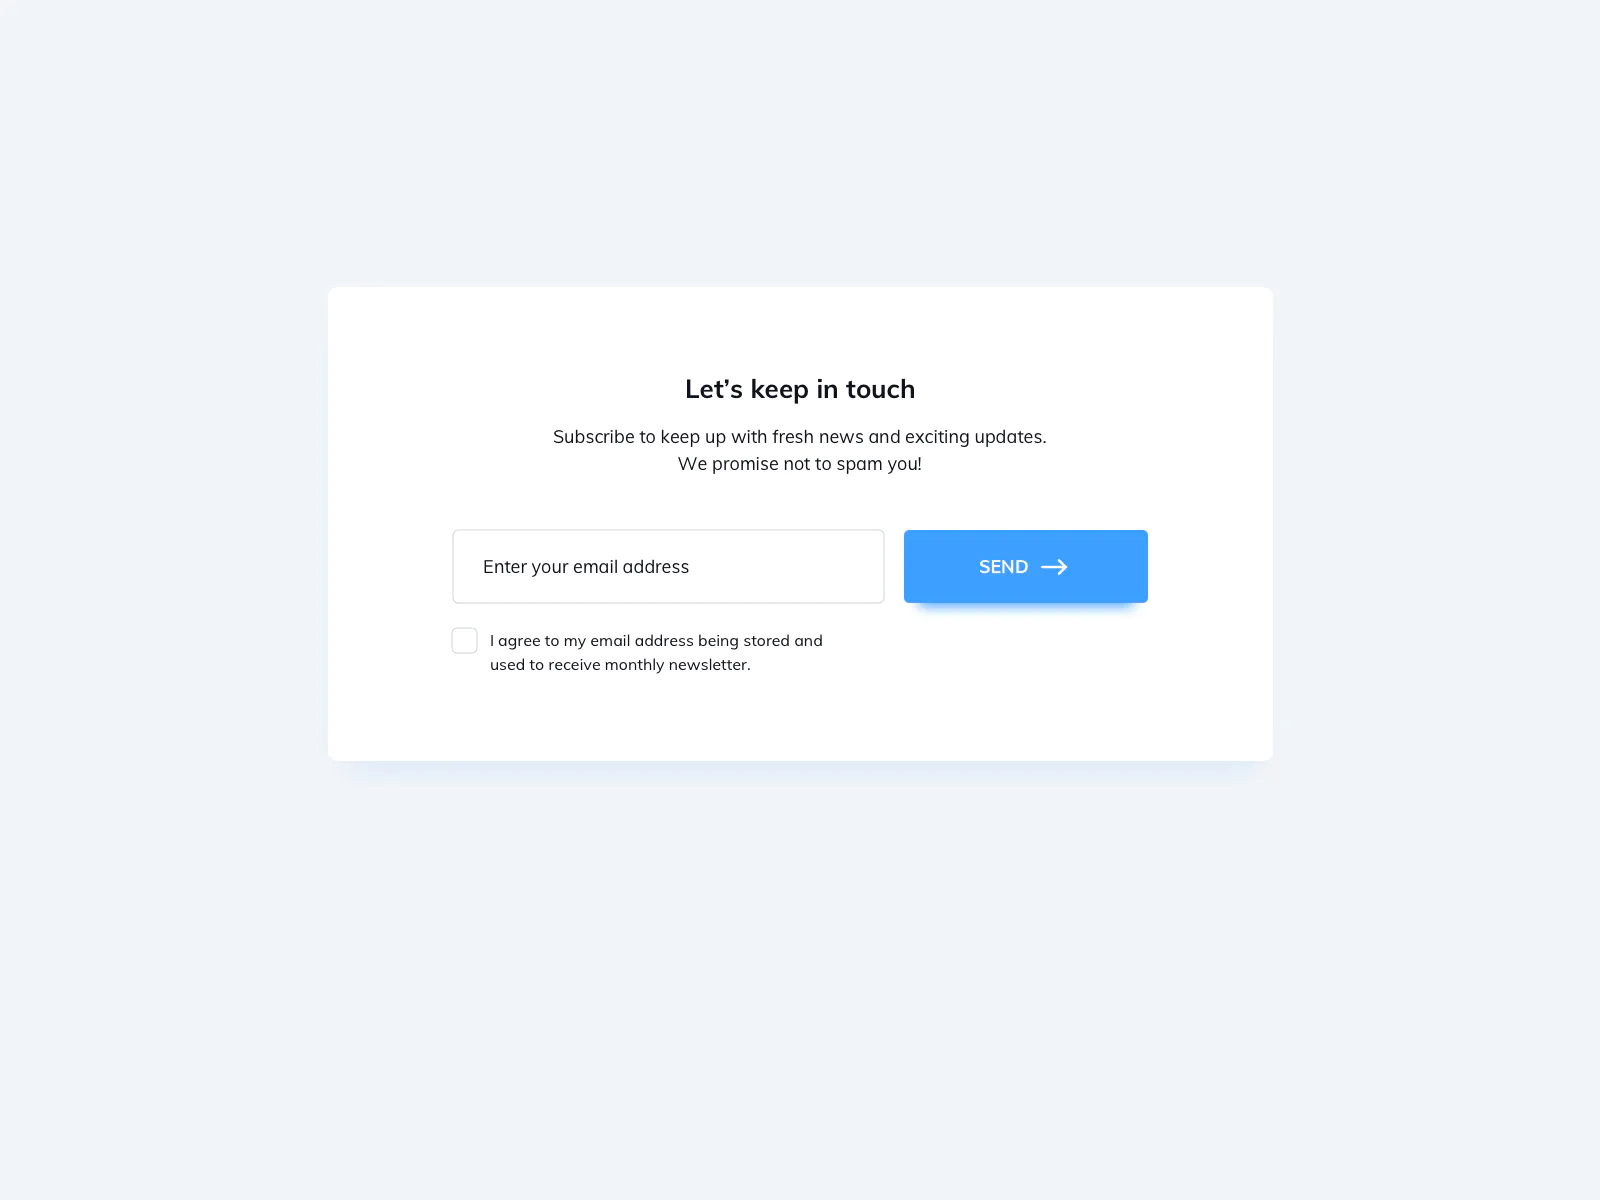 Let’s keep in touch
Subscribe to keep up with fresh news and exciting updates.
We promise not to spam you!
Enter your email address
SEND
I agree to my email address being stored and
used to receive monthly newsletter.